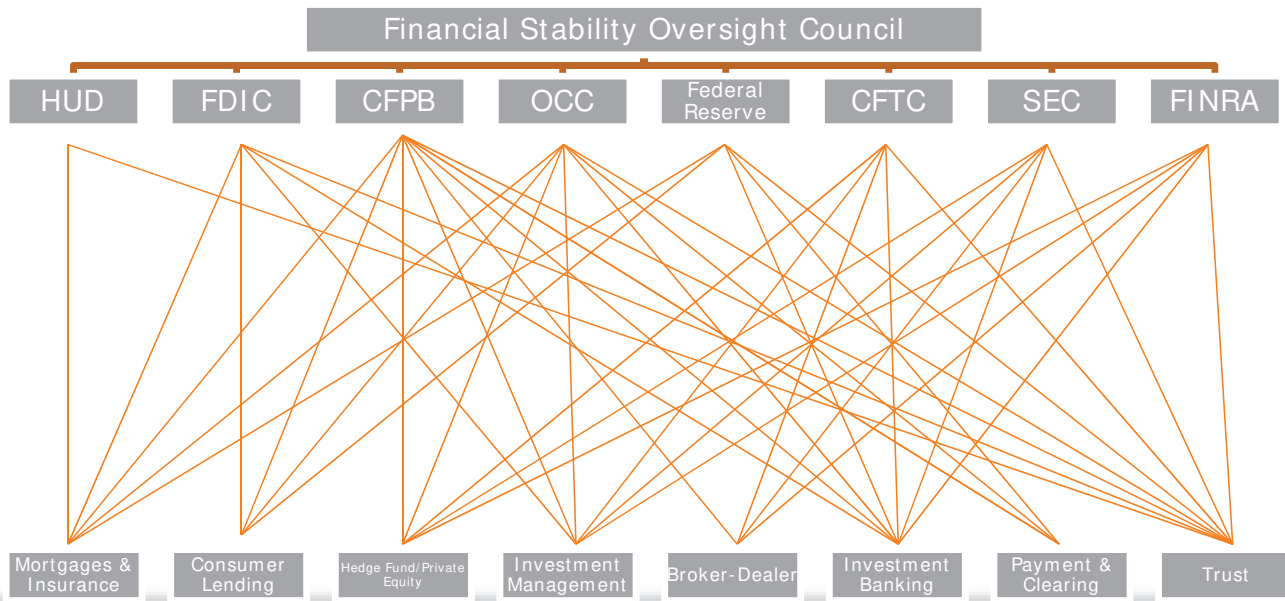 Financial Stability Oversight Council
HUD
FDIC
CFPB
OCC
Federal
Reserve
CFTC
SEC
FINRA
Mortgages &
Insurance
Consumer
Lending
Hedge Fund/Private
Equity
Investment
Management
Broker-Dealer
Investment
Banking
Payment &
Clearing
Trust